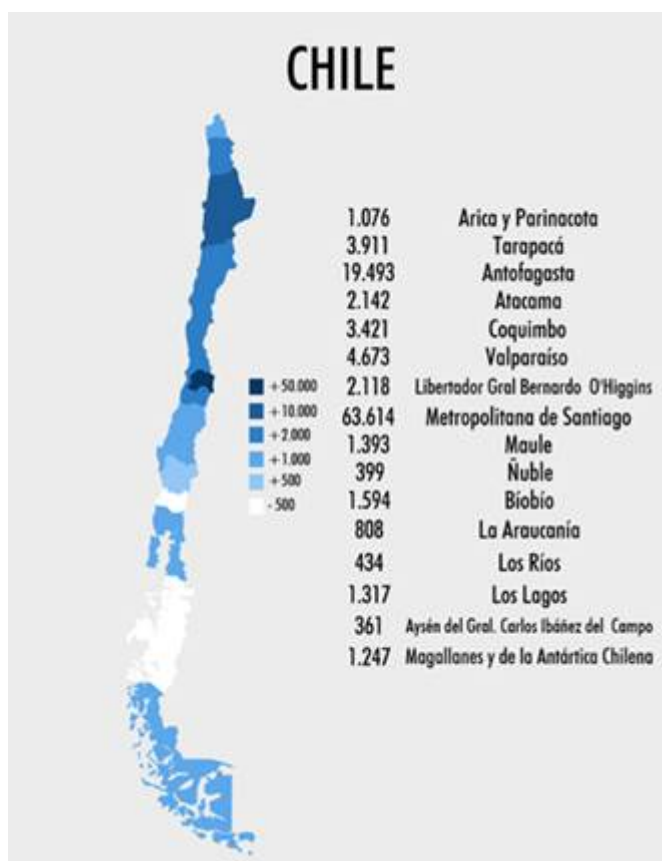 CHILE
1.076 Arica y Parinacota
3.911 Tarapacá
19.493 Antofagasta
2.142 Atacama
3.421 Coquimbo
4.673 Valparaíso
2.118 Libertador Gral Bernardo O'Higgins
63.614 Metropolitana de Santiago
1.393 Maule
399 Ñuble
1.594 Bíobío
808 La Araucanía
434 Los Ríos
1.317 Los Lagos
361 Aysén del Gral. Carlos Ibáñez del Campo
1.247 Magallanes y de la Antártica Chilena
+ 50.000
+ 10.000
+ 2.000
+ 1.000
+ 500
- 500